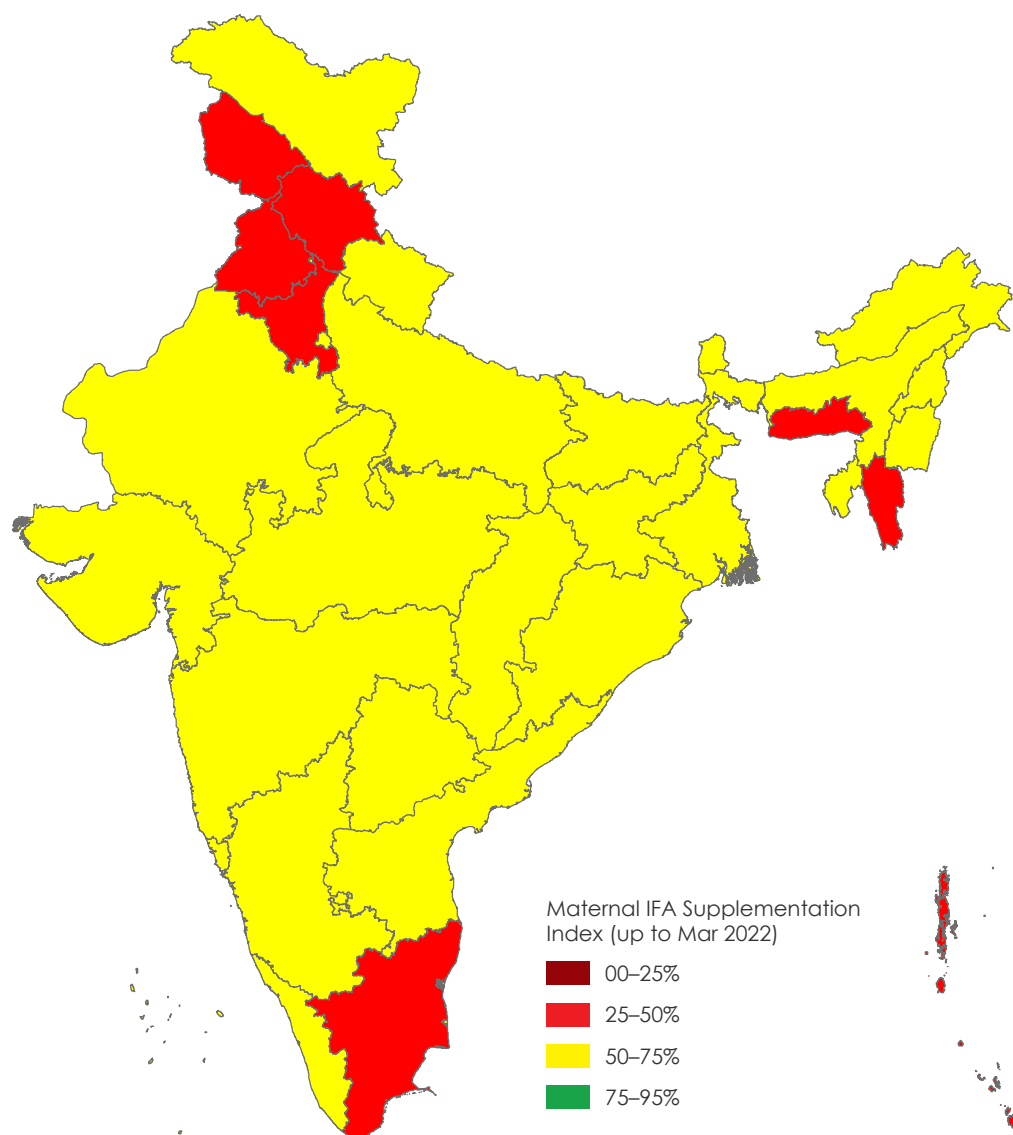 Maternal IFA Supplementation
Index (up to Mar 2022)
00–25%
25–50%
50–75%
75–95%